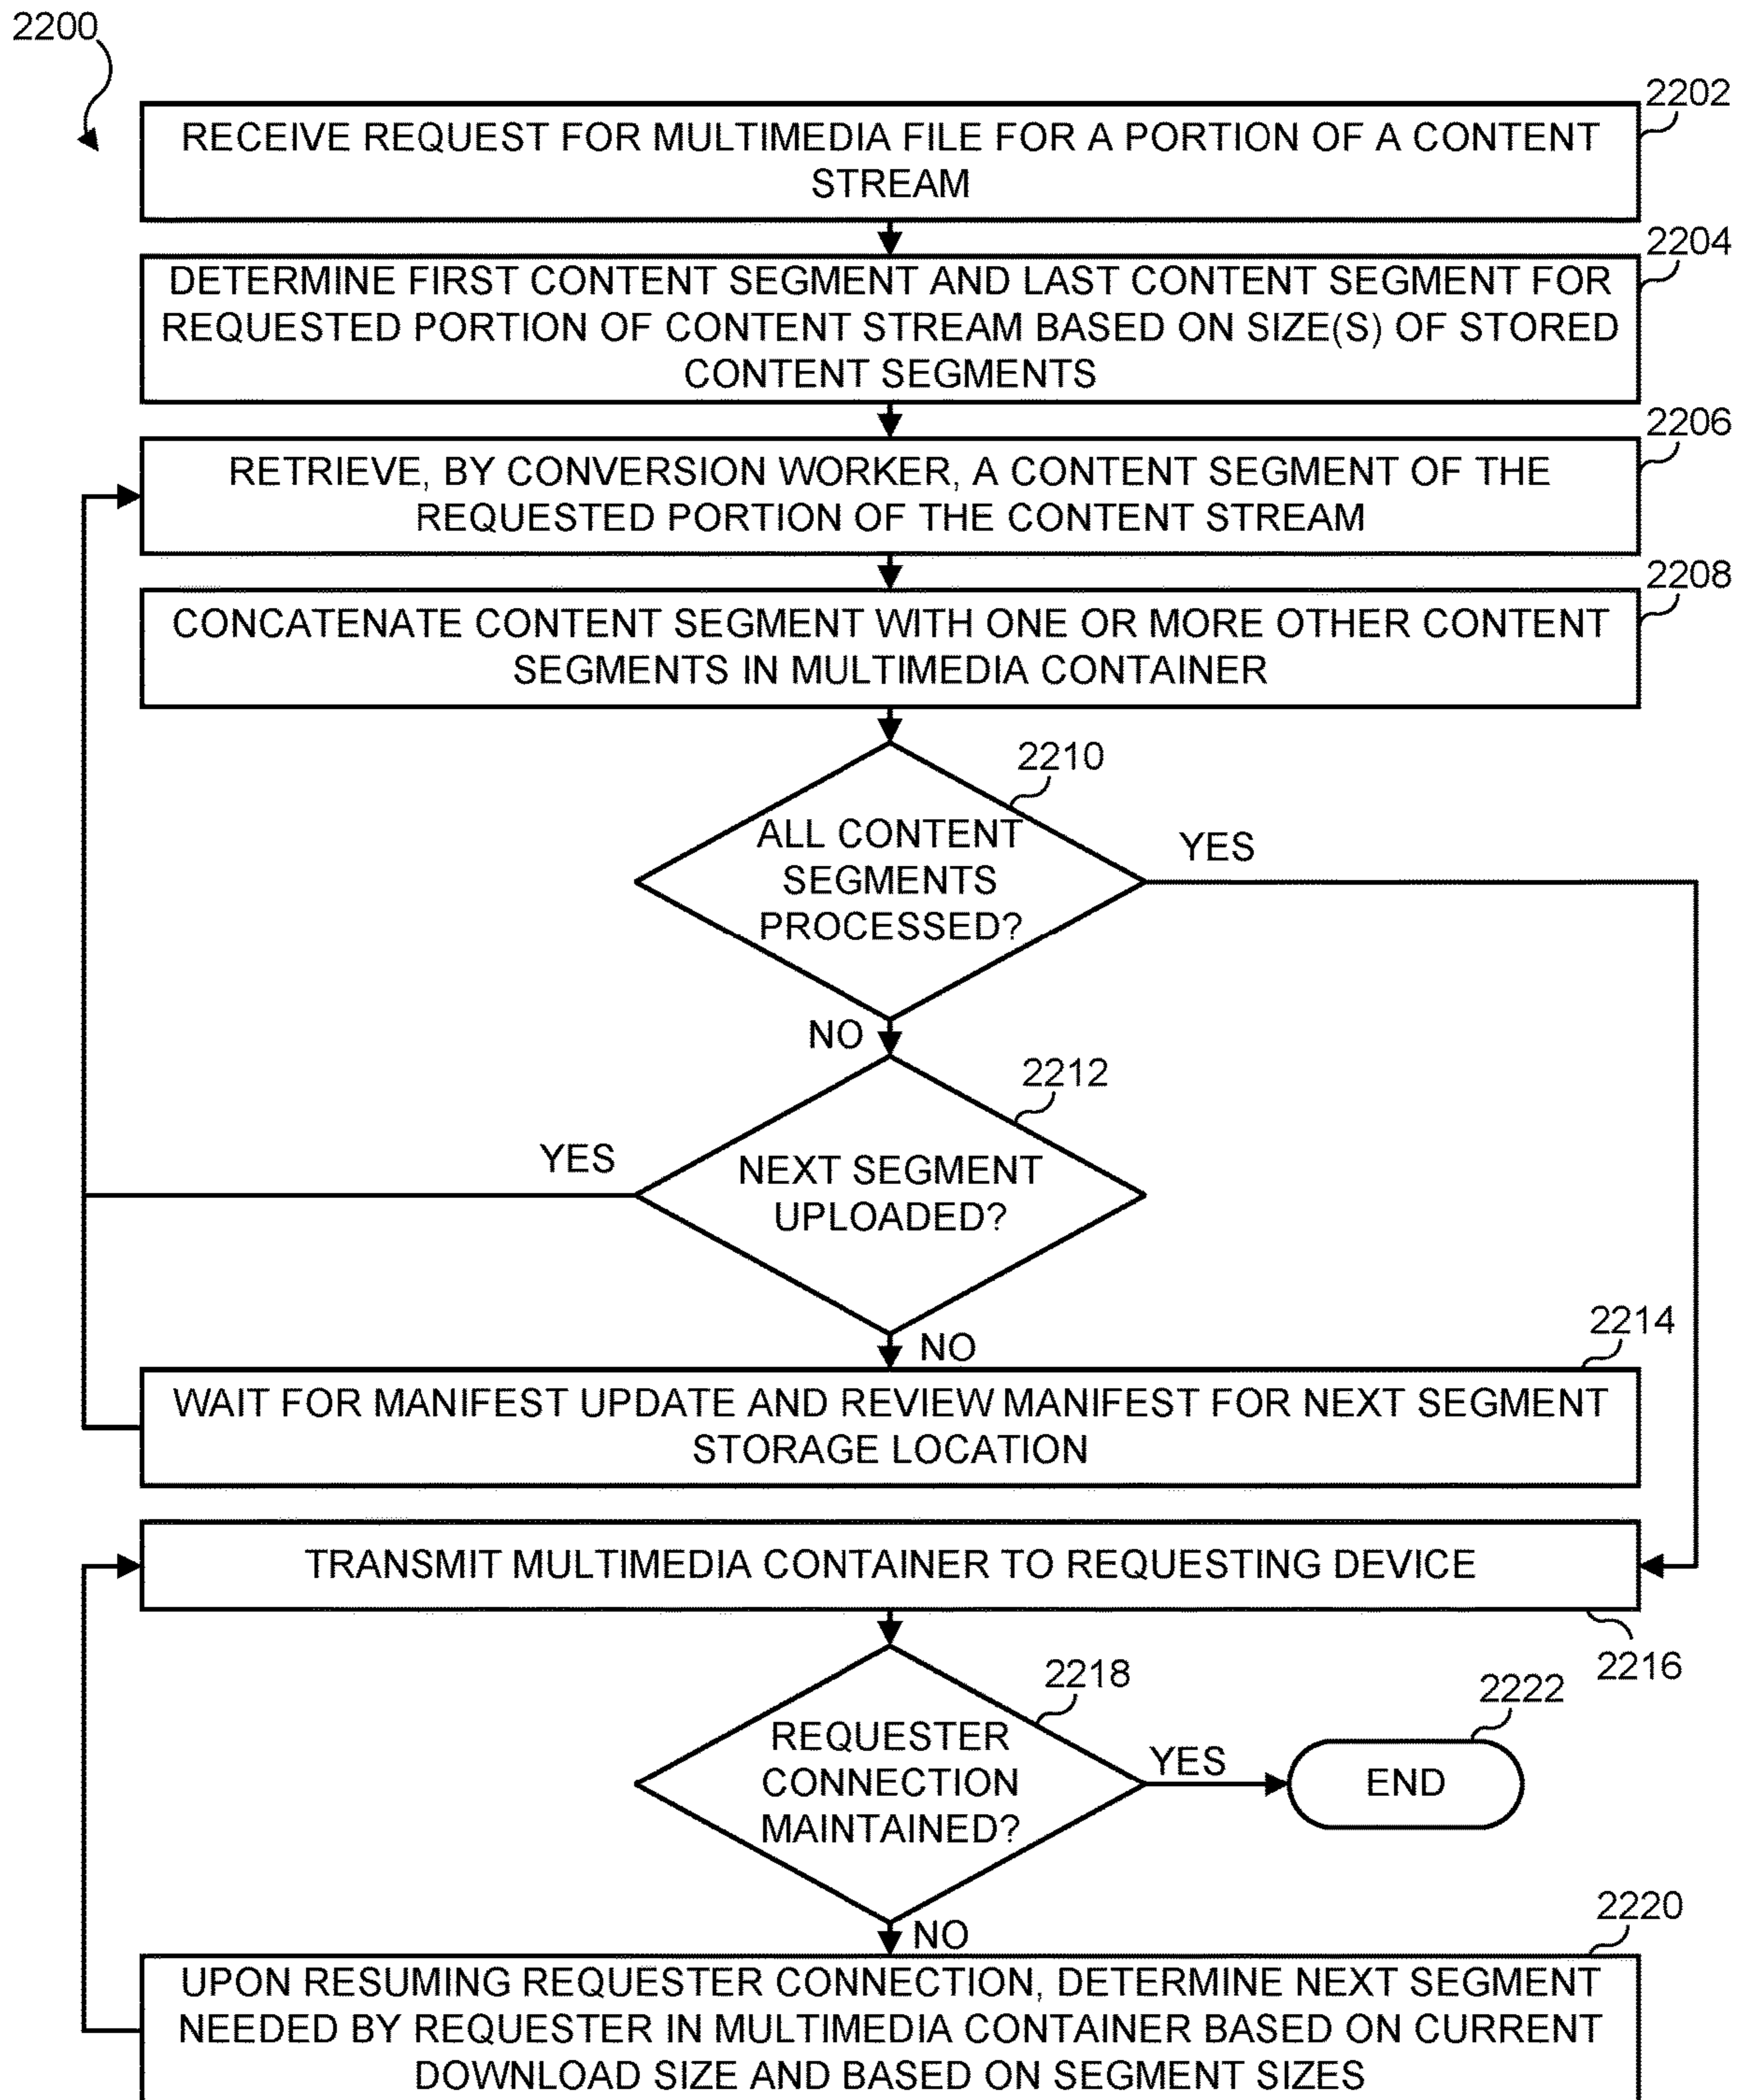 2200
2202
RECEIVE REQUEST FOR MULTIMEDIA FILE FOR A PORTION OF A CONTENT
STREAM
2204
DETERMINE FIRST CONTENT SEGMENT AND LAST CONTENT SEGMENT FOR
REQUESTED PORTION OF CONTENT STREAM BASED ON SIZE(S) OF STORED
CONTENT SEGMENTS
2206
RETRIEVE, BY CONVERSION WORKER, A CONTENT SEGMENT OF THE
REQUESTED PORTION OF THE CONTENT STREAM
2208
CONCATENATE CONTENT SEGMENT WITH ONE OR MORE OTHER CONTENT
SEGMENTS IN MULTIMEDIA CONTAINER
2210
ALL CONTENT
SEGMENTS
PROCESSED?
YES
NO
2212
YES
NEXT SEGMENT
UPLOADED?
NO
2214
WAIT FOR MANIFEST UPDATE AND REVIEW MANIFEST FOR NEXT SEGMENT
STORAGE LOCATION
TRANSMIT MULTIMEDIA CONTAINER TO REQUESTING DEVICE
2216
2218
REQUESTER
CONNECTION
MAINTAINED?
YES
2222
END
NO
2220
UPON RESUMING REQUESTER CONNECTION, DETERMINE NEXT SEGMENT
NEEDED BY REQUESTER IN MULTIMEDIA CONTAINER BASED ON CURRENT
DOWNLOAD SIZE AND BASED ON SEGMENT SIZES